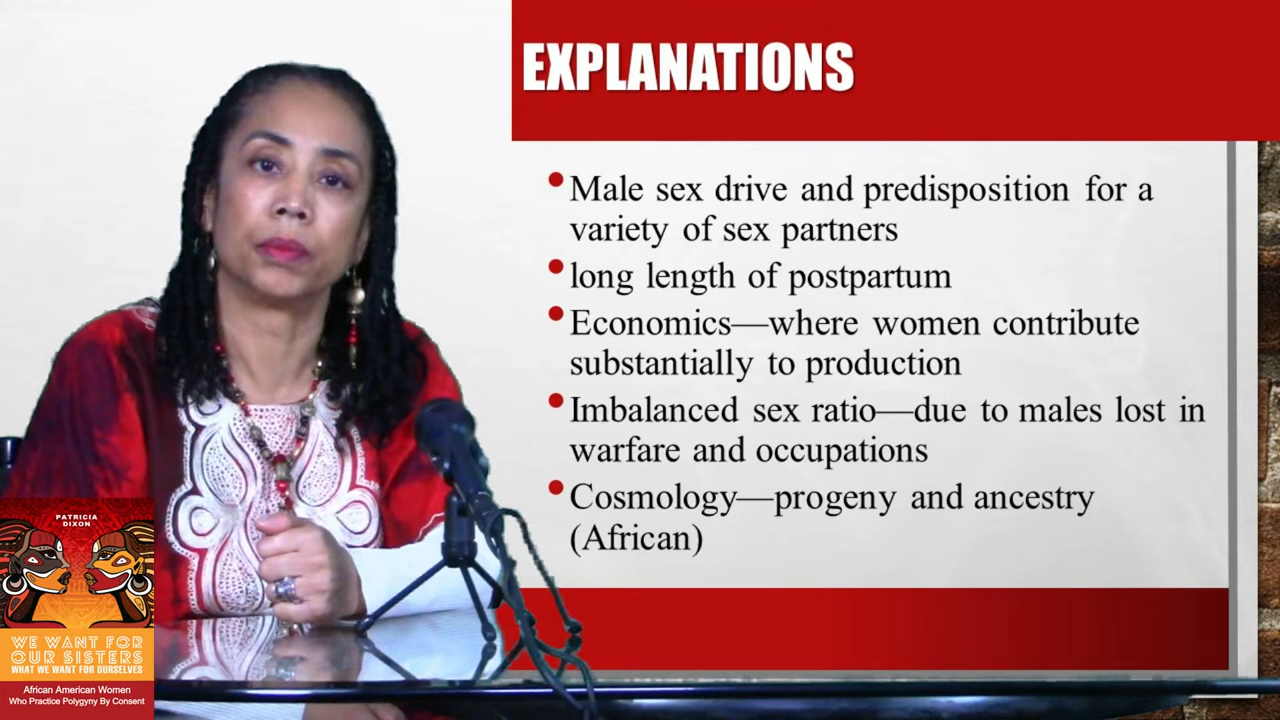 EXPLANATIONS
•Male sex drive and predisposition for a
variety of sex partners
•long length of postpartum
•Economics—where women contribute
substantially to production
•Imbalanced sex ratio—due to males lost in
warfare and occupations
•Cosmology—progeny and ancestry
(African)
PATRICIA
DIXON
WE WANT FOR
OUR SISTERS
WHAT WE WANT FOR OURSELVES
African American Women
Who Practice Polygyny By Consent